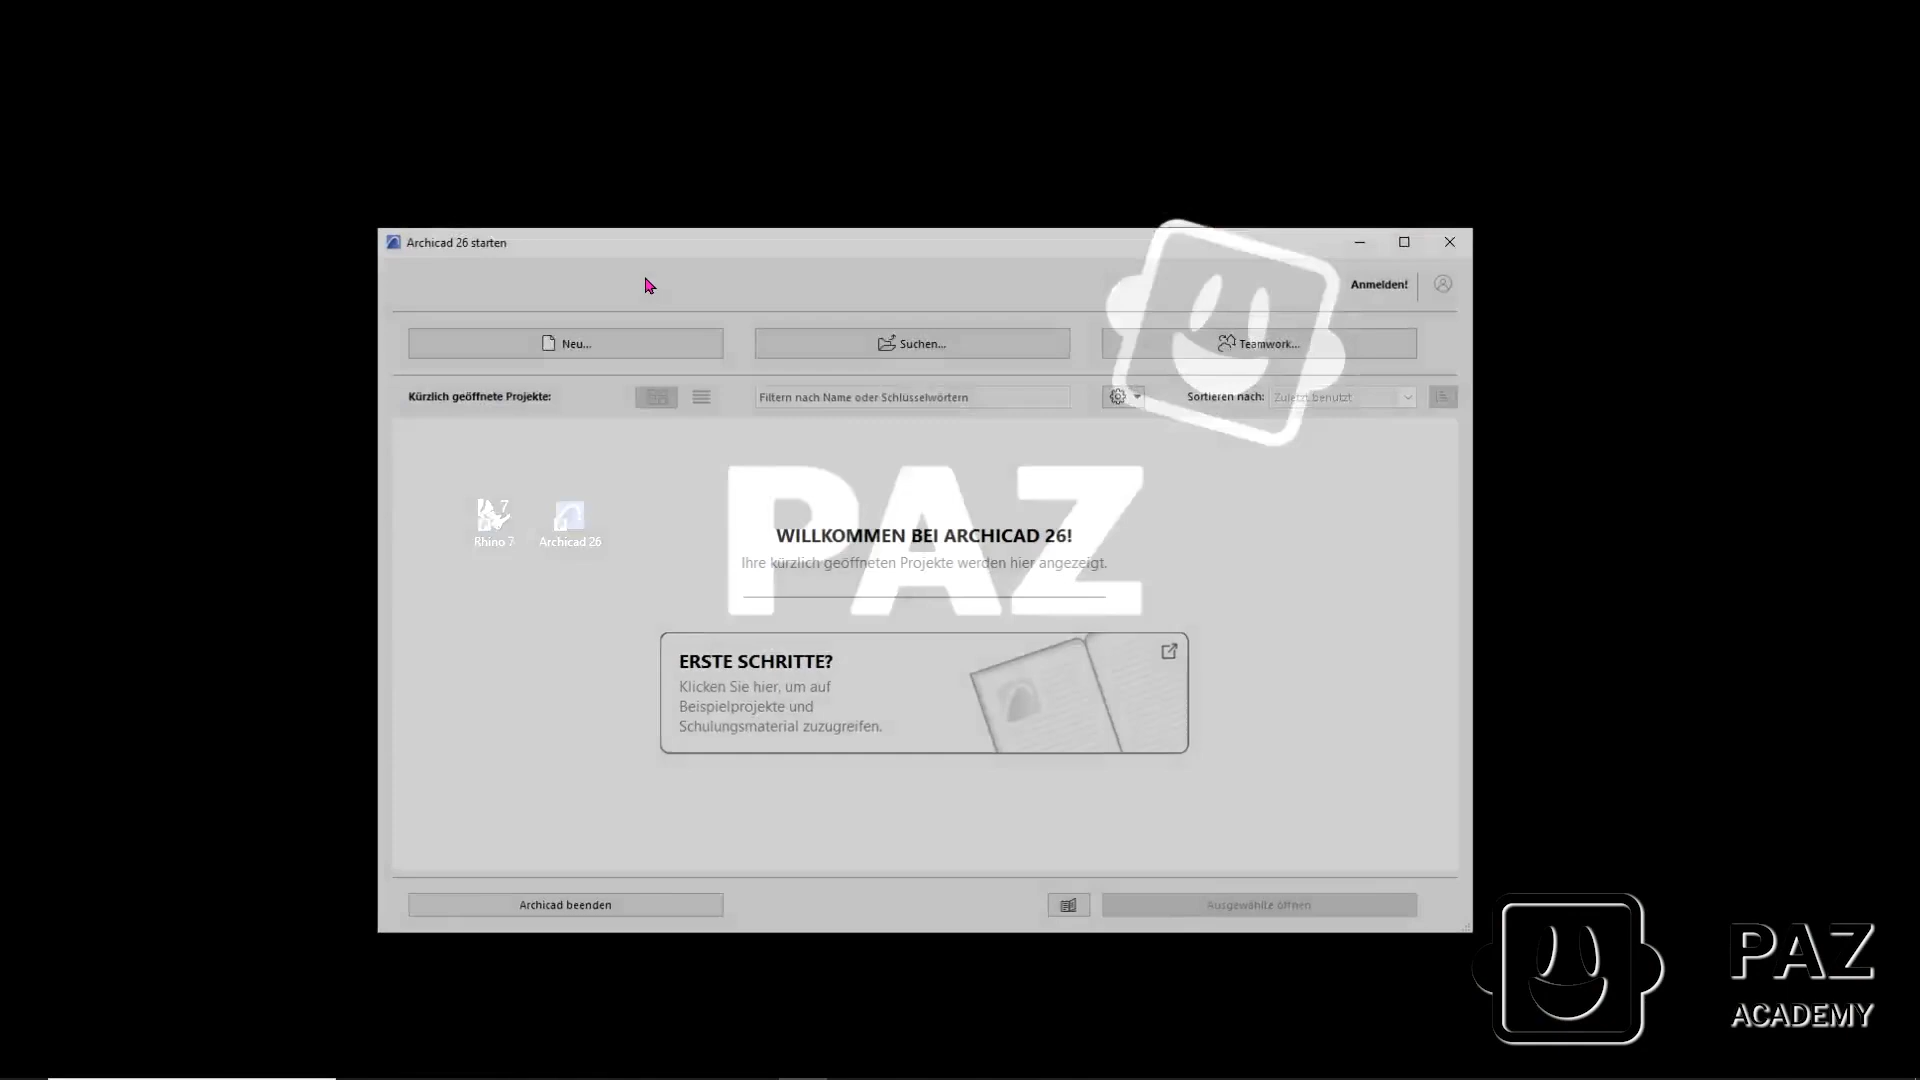 Archicad 26 starten
Anmelden!
Neu...
Suchen...
Teamwork...
Kürzlich geöffnete Projekte:
Filtern nach Name oder Schlüsselwörtern
Sortieren nach:
Zuletzt benutzt
PAZ
7
Rhino 7
Archicad 26
WILLKOMMEN BEI ARCHICAD 26!
Ihre kürzlich geöffneten Projekte werden hier angezeigt.
ERSTE SCHRITTE?
Klicken Sie hier, um auf
Beispielprojekte und
Schulungsmaterial zuzugreifen.
Archicad beenden
Ausgewählte öffnen
PAZ
ACADEMY